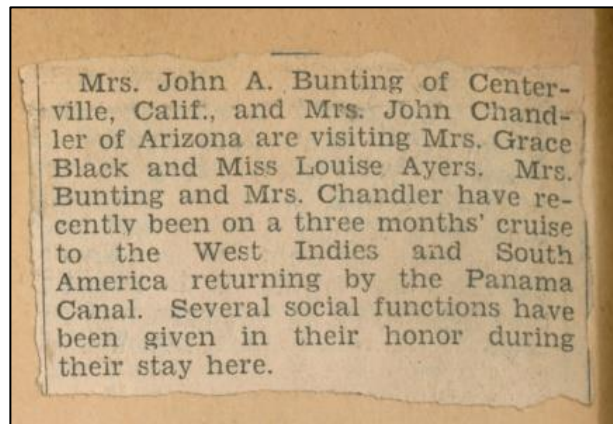 Mrs. John A. Bunting of Center-
ville, Calif., and Mrs. John Chand-
ler of Arizona are visiting Mrs. Grace
Black and Miss Louise Ayers. Mrs.
Bunting and Mrs. Chandler have re-
cently been on a three months' cruise
to the West Indies and South
America returning by the Panama
Canal. Several social functions have
been given in their honor during
their stay here.